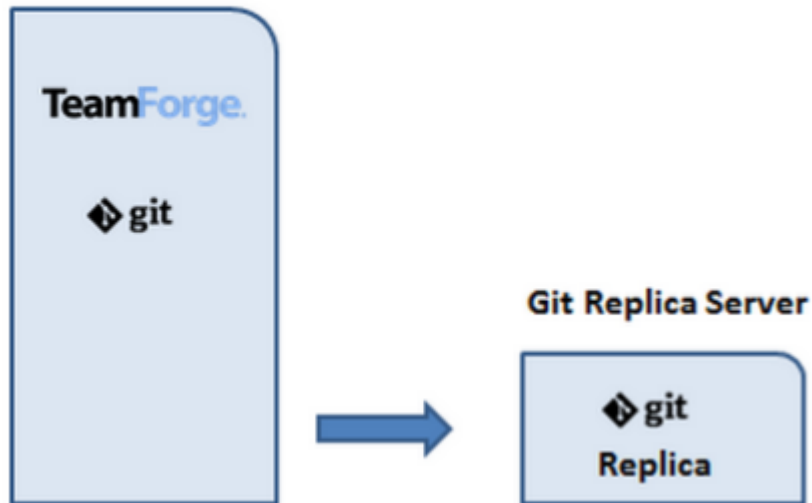 TeamForge.
git
Git Replica Server
git
Replica